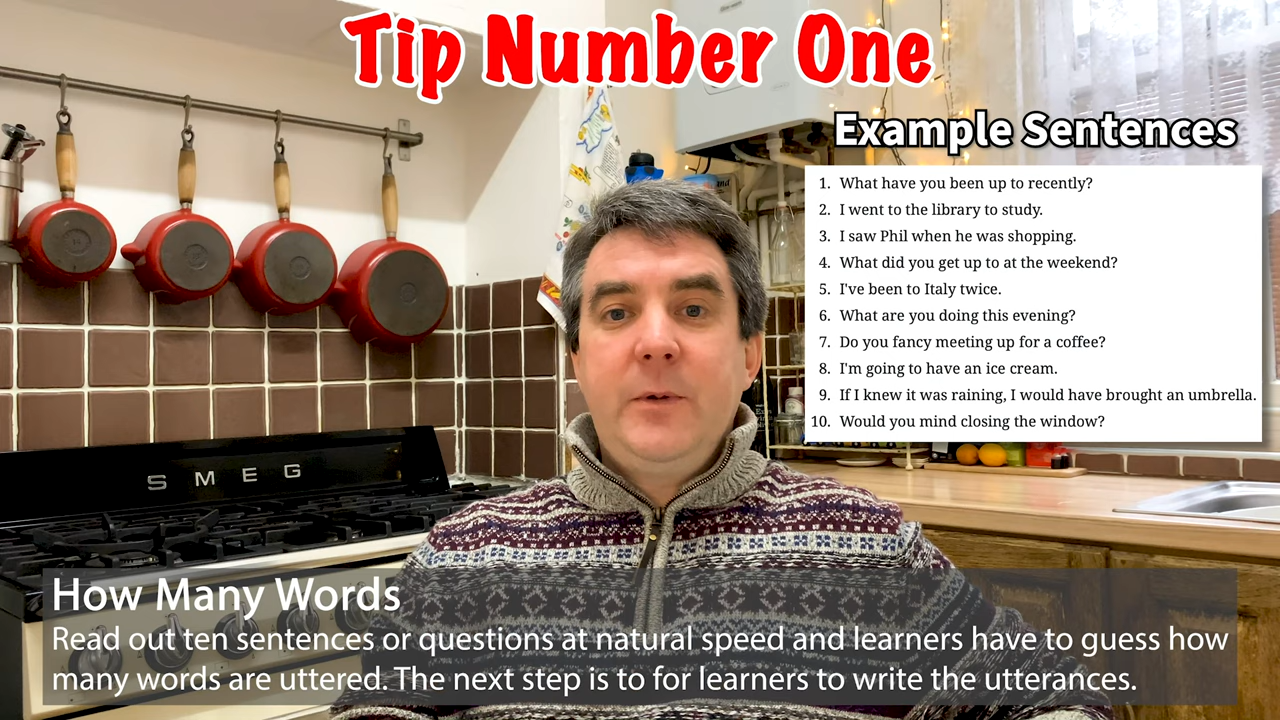 Tip Number One
Example Sentences
1. What have you been up to recently?
2. I went to the library to study.
3. I saw Phil when he was shopping.
4. What did you get up to at the weekend?
5. I've been to Italy twice.
6. What are you doing this evening?
7. Do you fancy meeting up for a coffee?
8. I'm going to have an ice cream.
9. If I knew it was raining, I would have brought an umbrella.
10. Would you mind closing the window?
SMEG
How Many Words
Read out ten sentences or questions at natural speed and learners have to guess how
many words are uttered. The next step is to for learners to write the utterances.